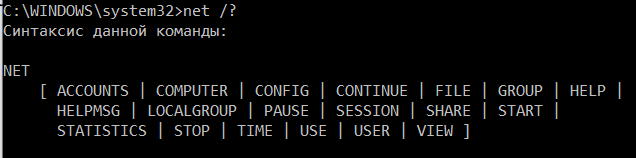 C:\WINDOWS\system32>net /?
Синтаксис данной команды:
NET
[ ACCOUNTS | COMPUTER | CONFIG | CONTINUE | FILE | GROUP | HELP |
HELPMSG | LOCALGROUP | PAUSE | SESSION | SHARE | START |
STATISTICS | STOP | TIME | USE | USER | VIEW ]